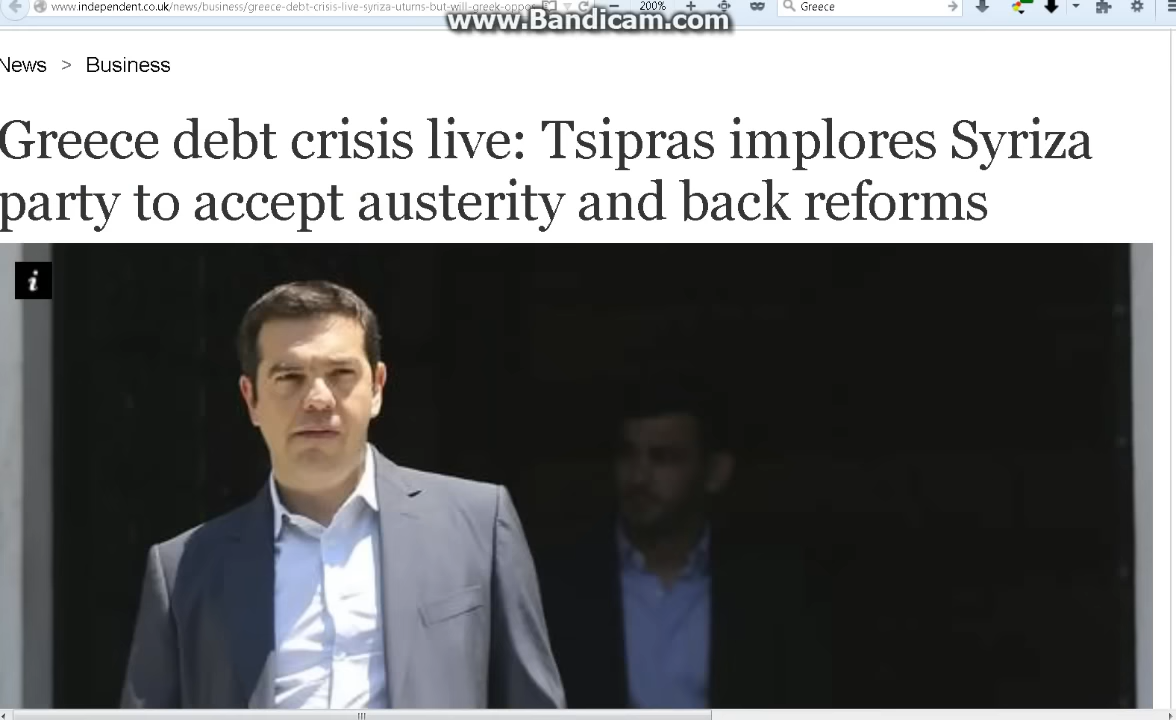 www.independent.co.uk/news/business/greece-debt-crisis-live-syriza-uturns-but-will-greek-oppo
200%
Greece
www.Bandicam.com
News > Business
Greece debt crisis live: Tsipras implores Syriza
party to accept austerity and back reforms
i